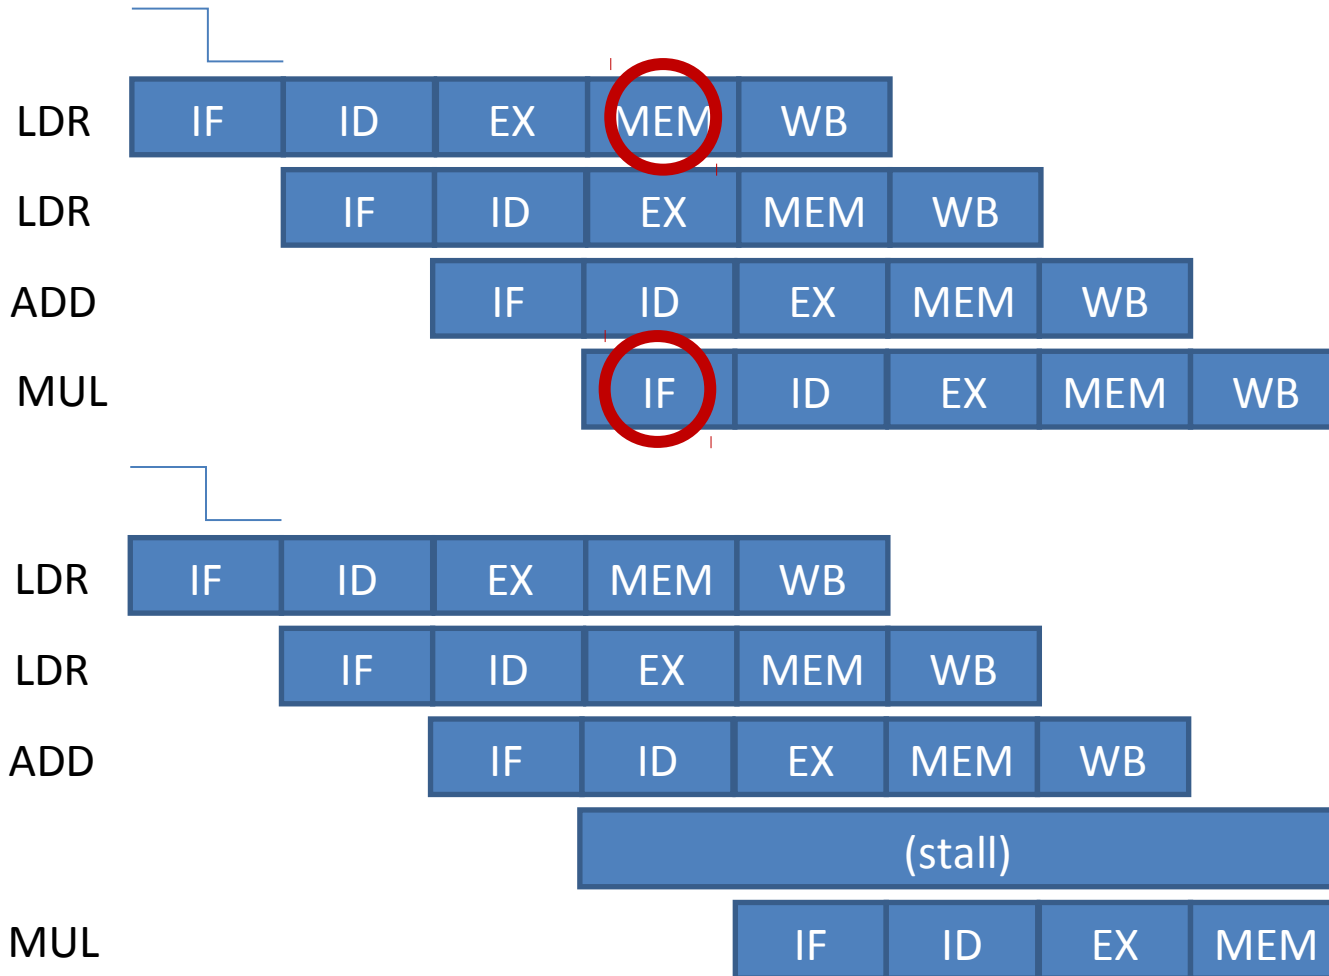 LDR IF ID EX MEM WB
LDR IF ID EX MEM WB
ADD IF ID EX MEM WB
MUL IF ID EX MEM WB
LDR IF ID EX MEM WB
LDR IF ID EX MEM WB
ADD IF ID EX MEM WB
(stall)
MUL IF ID EX MEM